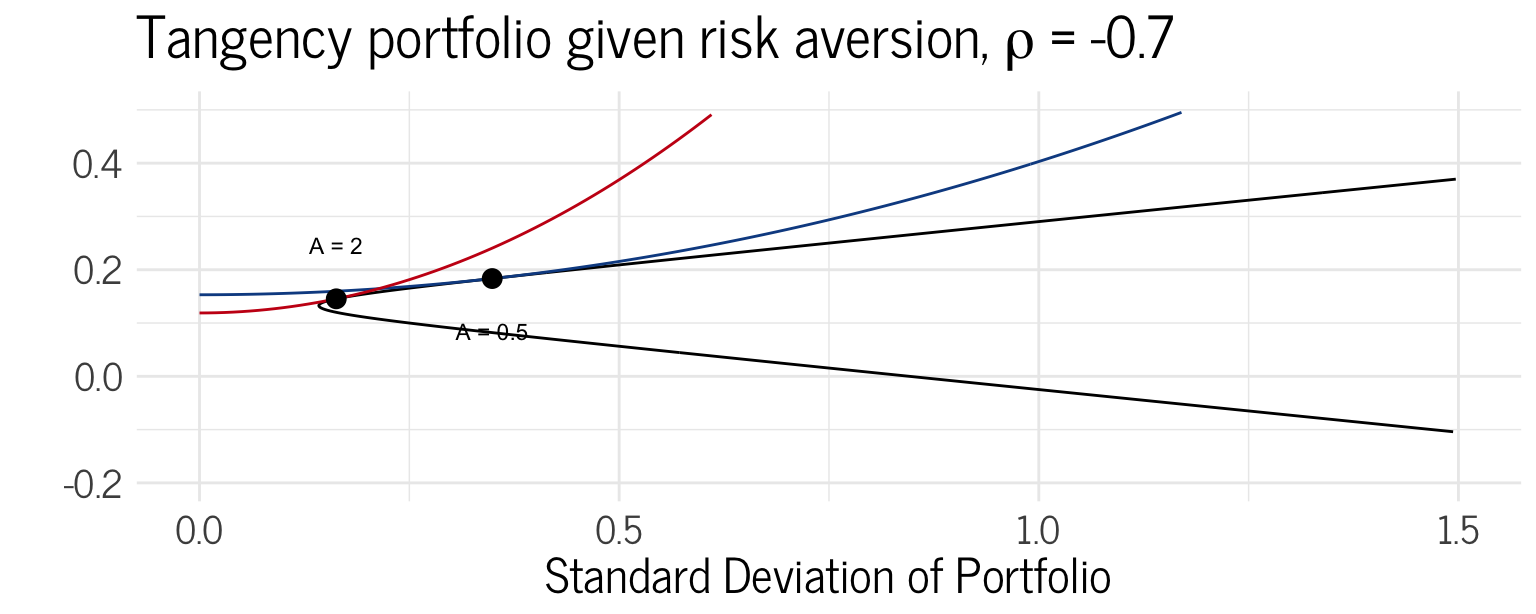 Tangency portfolio given risk aversion, ρ = -0.7
0.4
0.2
0.0
-0.2
A = 2
A = 0.5
0.0
0.5
1.0
1.5
Standard Deviation of Portfolio